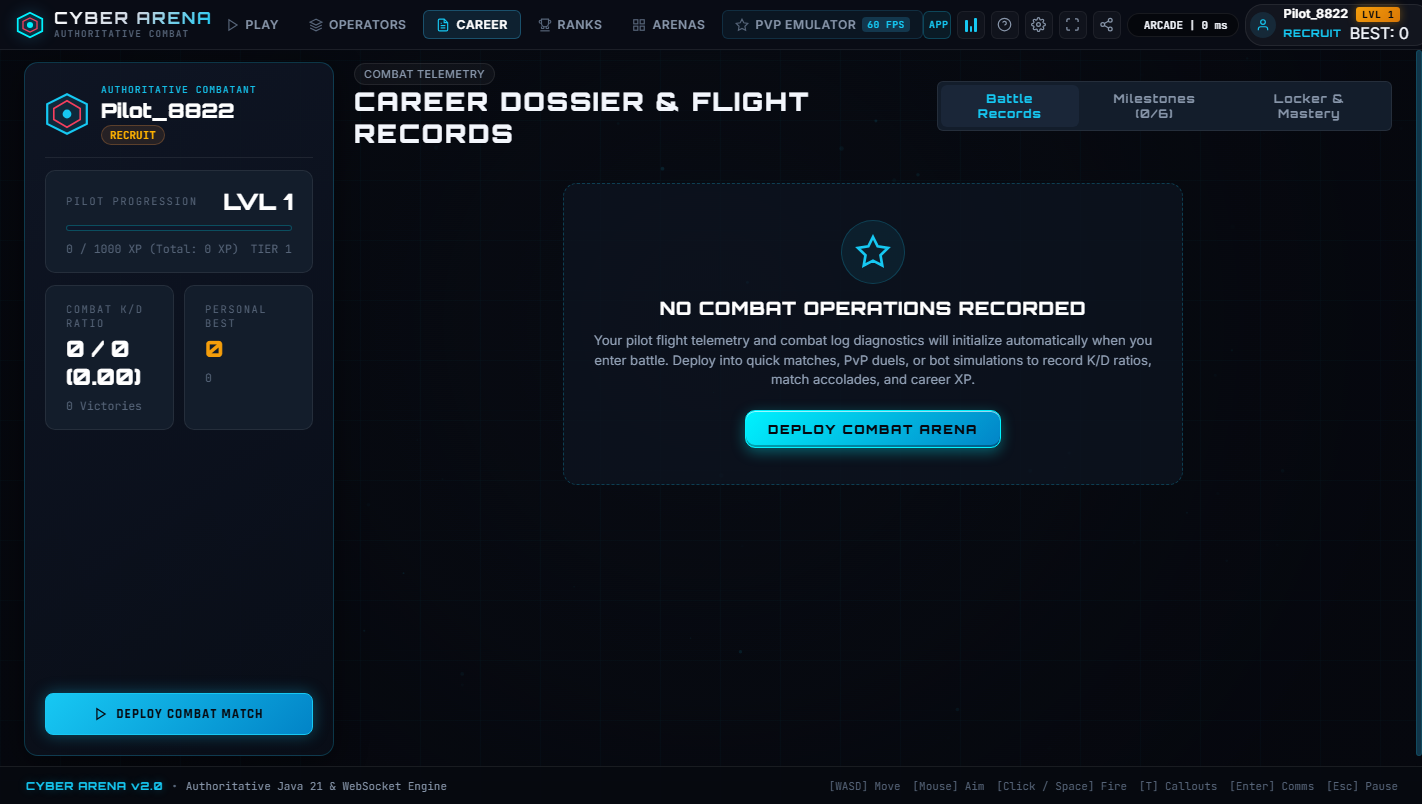 CYBER ARENA
AUTHORITATIVE COMBAT
PLAY
OPERATORS
CAREER
RANKS
ARENAS
PVP EMULATOR
60 FPS
APP
ARCADE | 0 ms
Pilot_8822
LVL 1
RECRUIT
BEST: 0
AUTHORITATIVE COMBATANT
Pilot_8822
RECRUIT
PILOT PROGRESSION
LVL 1
0 / 1000 XP (Total: 0 XP)
TIER 1
COMBAT K/D
RATIO
0 / 0
(0.00)
0 Victories
PERSONAL
BEST
0
0
DEPLOY COMBAT MATCH
COMBAT TELEMETRY
CAREER DOSSIER & FLIGHT
RECORDS
Battle
Records
Milestones
(0/6)
Locker &
Mastery
NO COMBAT OPERATIONS RECORDED
Your pilot flight telemetry and combat log diagnostics will initialize automatically when you
enter battle. Deploy into quick matches, PvP duels, or bot simulations to record K/D ratios,
match accolades, and career XP.
DEPLOY COMBAT ARENA
CYBER ARENA v2.0 · Authoritative Java 21 & WebSocket Engine
[WASD] Move [Mouse] Aim [Click / Space] Fire [T] Callouts [Enter] Comms [Esc] Pause